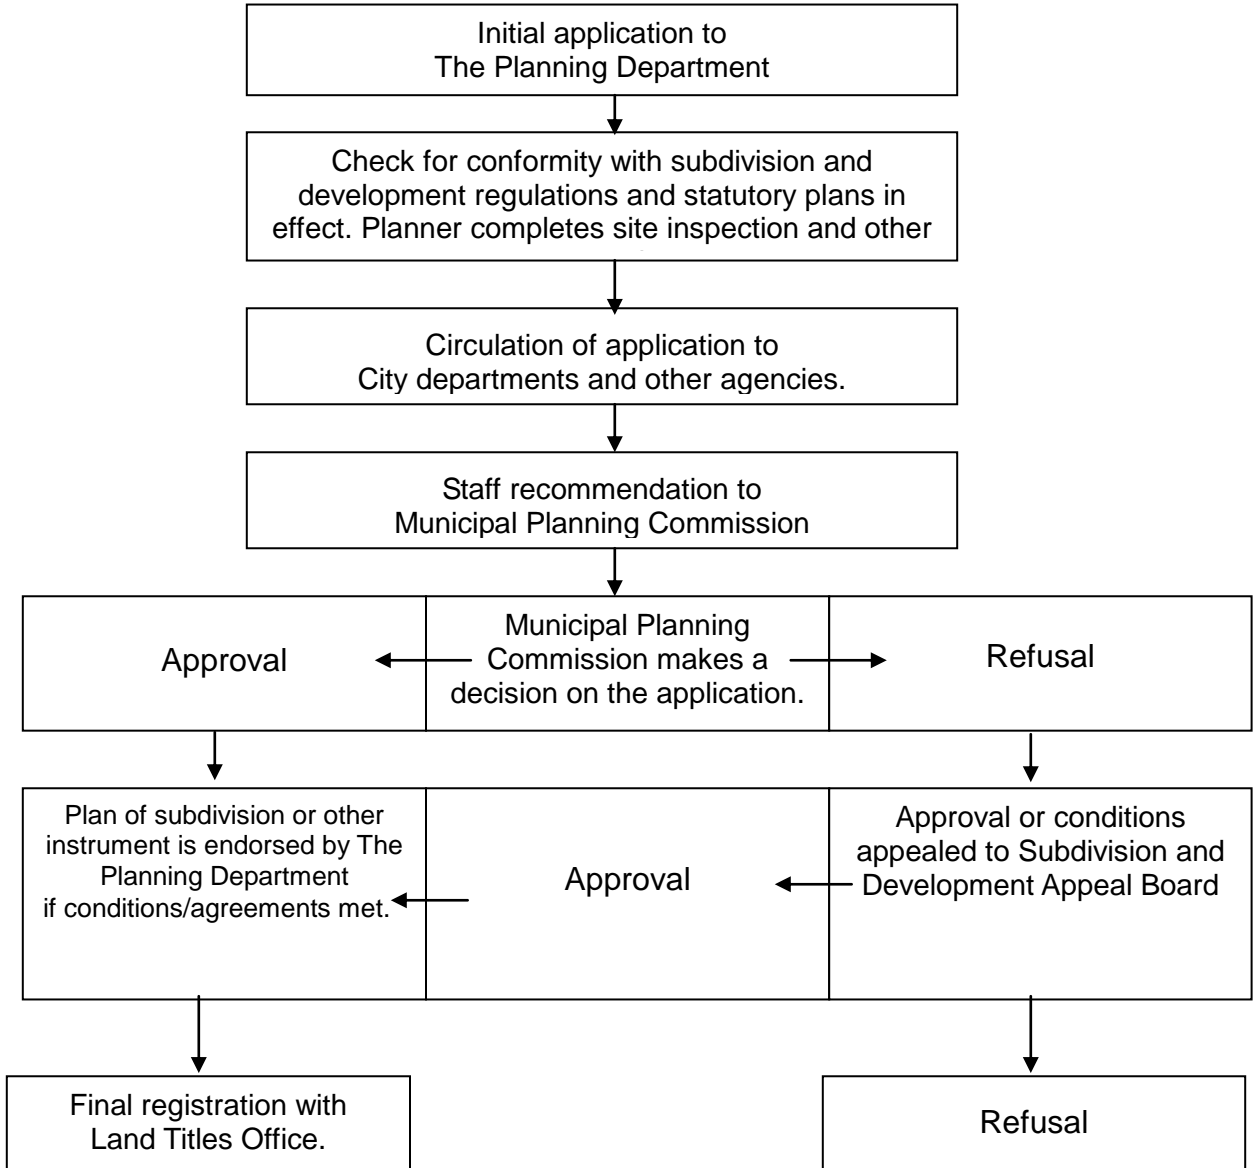 Initial application to
The Planning Department
Check for conformity with subdivision and
development regulations and statutory plans in
effect. Planner completes site inspection and other
Circulation of application to
City departments and other agencies.
Staff recommendation to
Municipal Planning Commission
Approval
Municipal Planning
Commission makes a
decision on the application.
Refusal
Plan of subdivision or other
instrument is endorsed by The
Planning Department
if conditions/agreements met.
Approval
Approval or conditions
appealed to Subdivision and
Development Appeal Board
Final registration with
Land Titles Office.
Refusal